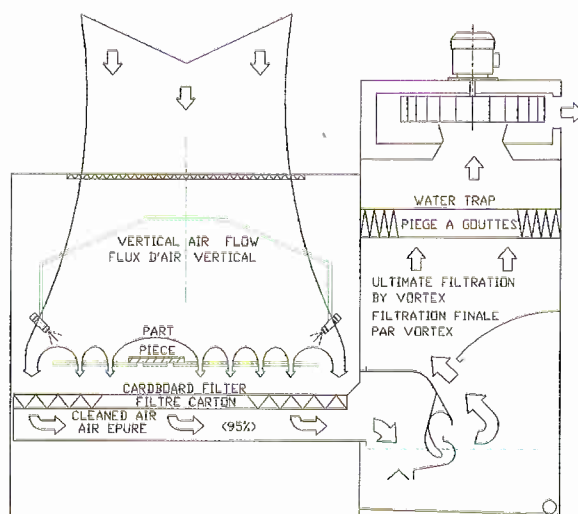 WATER TRAP
PIEGE A GOUTTES
VERTICAL AIR FLOW
FLUX D'AIR VERTICAL
ULTIMATE FILTRATION
BY VORTEX
FILTRATION FINALE
PAR VORTEX
PART
PIECE
CARDBOARD FILTER
FILTRE CARTON
CLEANED AIR
AIR EPURE (95%)